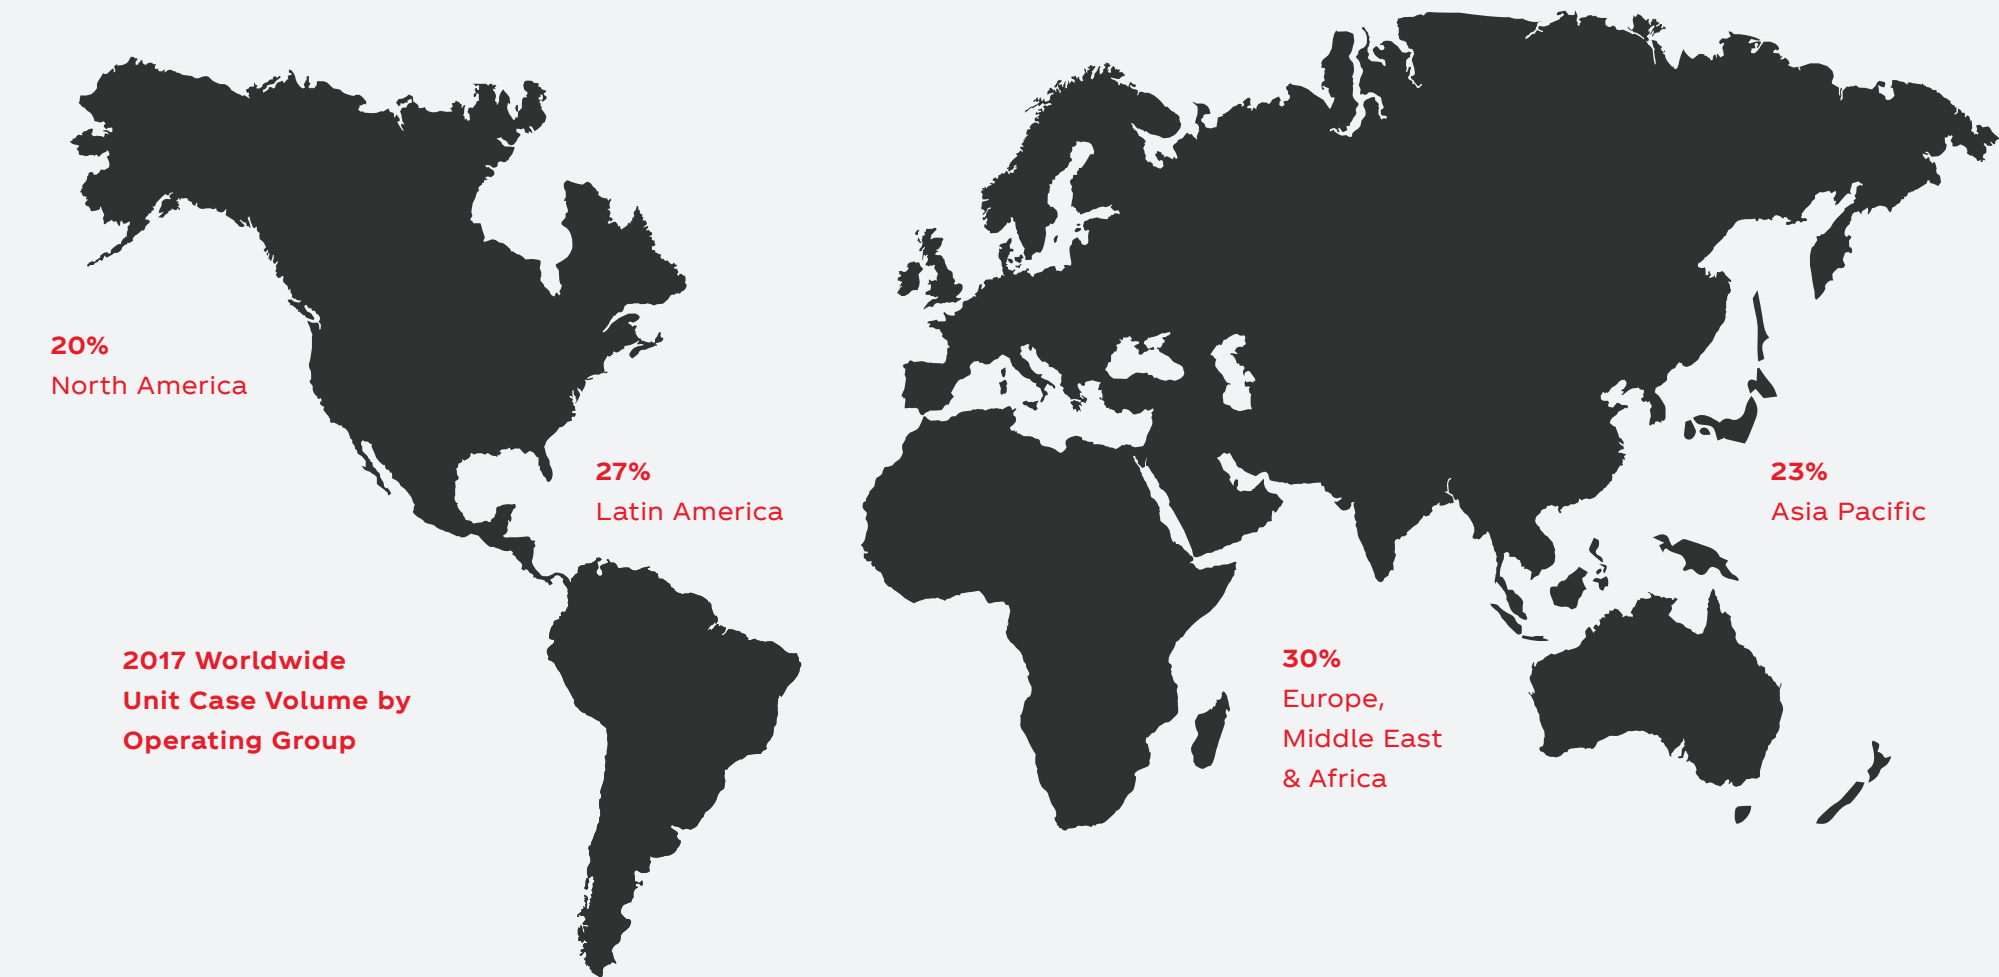 20%
North America
27%
Latin America
23%
Asia Pacific
2017 Worldwide
Unit Case Volume by
Operating Group
30%
Europe,
Middle East
& Africa